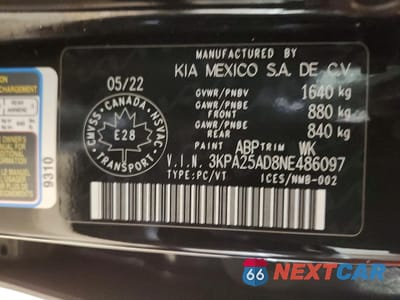 MANUFACTURED BY
KIA MEXICO S.A. DE C.V.
05/22
GVWR/PNBV 1640 kg
GAWR/PNBE FRONT 880 kg
GAWR/PNBE REAR 840 kg
PAINT ABP TRIM WK
V.I.N. 3KPA25AD8NE486097
TYPE:PC/VT ICES/NMB-002
CMVSS • CANADA • NSVAC
E28
TRANSPORT
9310
CHARGEMENT
REAR
66 NEXTCAR